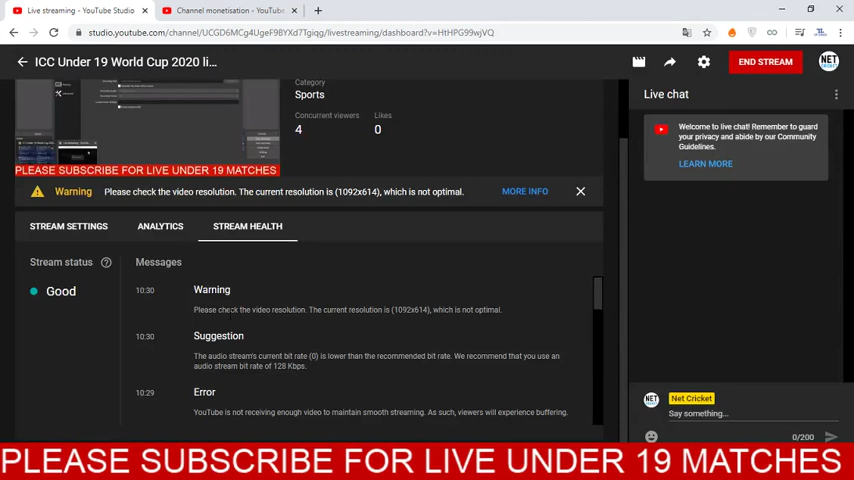 Live streaming - YouTube Studio
Channel monetisation - YouTube
studio.youtube.com/channel/UCGD6MCg4UgeF9BYXd7Tgiqg/livestreaming/dashboard?v=HtHPG99wjVQ
ICC Under 19 World Cup 2020 li...
END STREAM
NET CRICKET
Category
Sports
Concurrent viewers
Likes
4
0
PLEASE SUBSCRIBE FOR LIVE UNDER 19 MATCHES
Warning
Please check the video resolution. The current resolution is (1092x614), which is not optimal.
MORE INFO
STREAM SETTINGS
ANALYTICS
STREAM HEALTH
Stream status
Good
Messages
10:30
Warning
Please check the video resolution. The current resolution is (1092x614), which is not optimal.
10:30
Suggestion
The audio stream's current bit rate (0) is lower than the recommended bit rate. We recommend that you use an
audio stream bit rate of 128 Kbps.
10:29
Error
YouTube is not receiving enough video to maintain smooth streaming. As such, viewers will experience buffering.
Live chat
Welcome to live chat! Remember to guard
your privacy and abide by our Community
Guidelines.
LEARN MORE
NET CRICKET
Net Cricket
Say something...
0/200
PLEASE SUBSCRIBE FOR LIVE UNDER 19 MATCHES